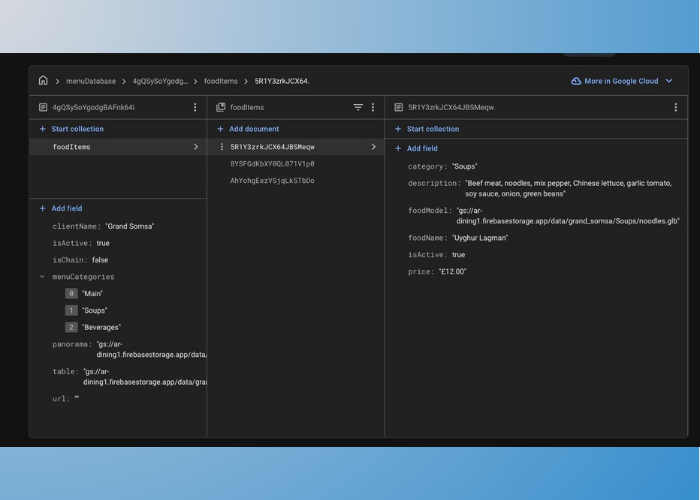 menuDatabase > 4gQSySoYgodg... > foodItems > 5R1Y3zrkJCX64.
More in Google Cloud
4gQSySoYgodgBAFnk64i
+ Start collection
foodItems
+ Add field
clientName: "Grand Somsa"
isActive: true
isChain: false
menuCategories
0 "Main"
1 "Soups"
2 "Beverages"
panorama: "gs://ar-
dining1.firebasestorage.app/data/
table: "gs://ar-
dining1.firebasestorage.app/data/gra
url: ""
foodItems
+ Add document
5R1Y3zrkJCX64JBSMeqw
8YSFGdKbXY0QL071V1p0
AhYohgEezVSjqLk5TbDo
5R1Y3zrkJCX64JBSMeqw
+ Start collection
+ Add field
category: "Soups"
description: "Beef meat, noodles, mix pepper, Chinese lettuce, garlic tomato,
soy sauce, onion, green beans"
foodModel: "gs://ar-
dining1.firebasestorage.app/data/grand_somsa/Soups/noodles.glb"
foodName: "Uyghur Lagman"
isActive: true
price: "£12.00"